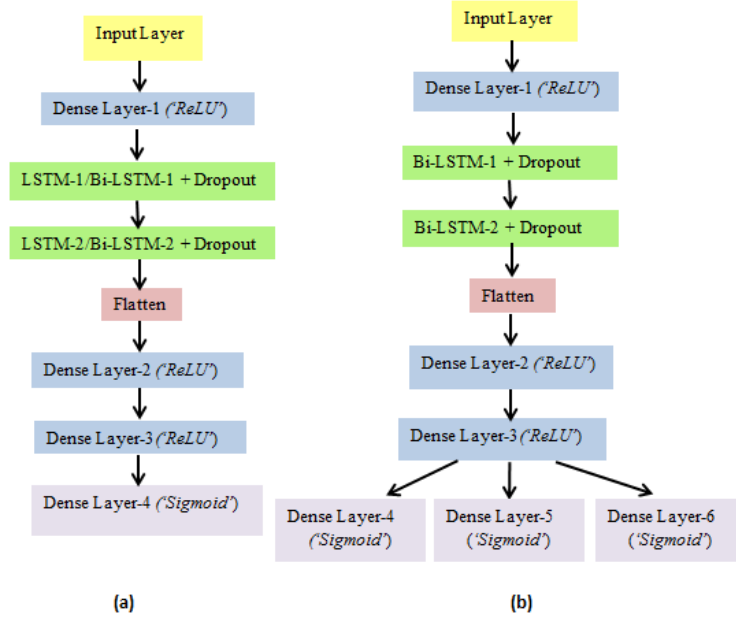 Input Layer
Dense Layer-1 (‘ReLU’)
LSTM-1/Bi-LSTM-1 + Dropout
LSTM-2/Bi-LSTM-2 + Dropout
Flatten
Dense Layer-2 (‘ReLU’)
Dense Layer-3 (‘ReLU’)
Dense Layer-4 (‘Sigmoid’)
(a)
Input Layer
Dense Layer-1 (‘ReLU’)
Bi-LSTM-1 + Dropout
Bi-LSTM-2 + Dropout
Flatten
Dense Layer-2 (‘ReLU’)
Dense Layer-3 (‘ReLU’)
Dense Layer-4
(‘Sigmoid’)
Dense Layer-5
(‘Sigmoid’)
Dense Layer-6
(‘Sigmoid’)
(b)